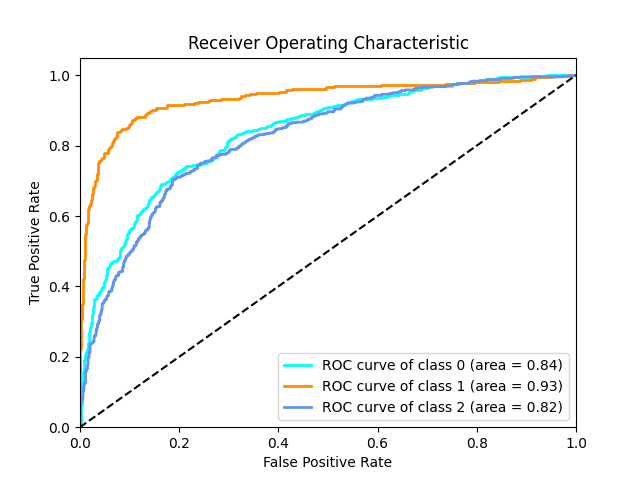 Receiver Operating Characteristic
True Positive Rate
1.0
0.8
0.6
0.4
0.2
0.0
ROC curve of class 0 (area = 0.84)
ROC curve of class 1 (area = 0.93)
ROC curve of class 2 (area = 0.82)
0.0 0.2 0.4 0.6 0.8 1.0
False Positive Rate